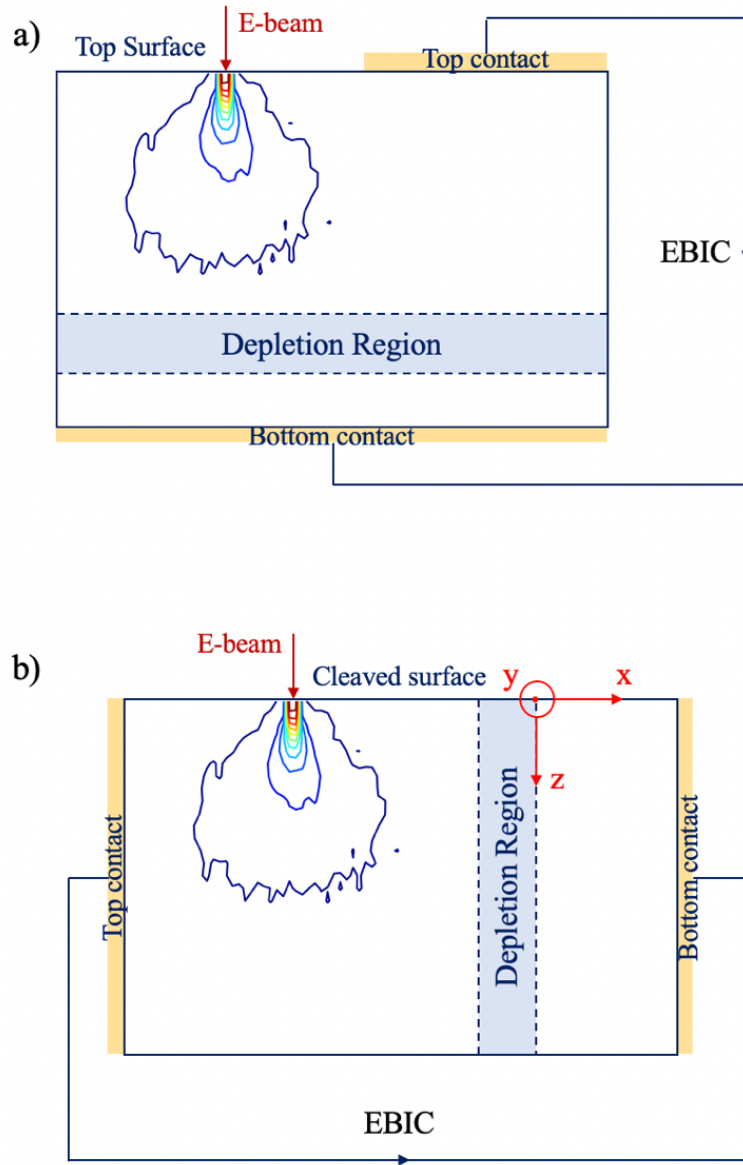 a)
E-beam
Top Surface
Top contact
EBIC
Depletion Region
Bottom contact
b)
E-beam
Cleaved surface
y
x
z
Depletion Region
Top contact
Bottom contact
EBIC